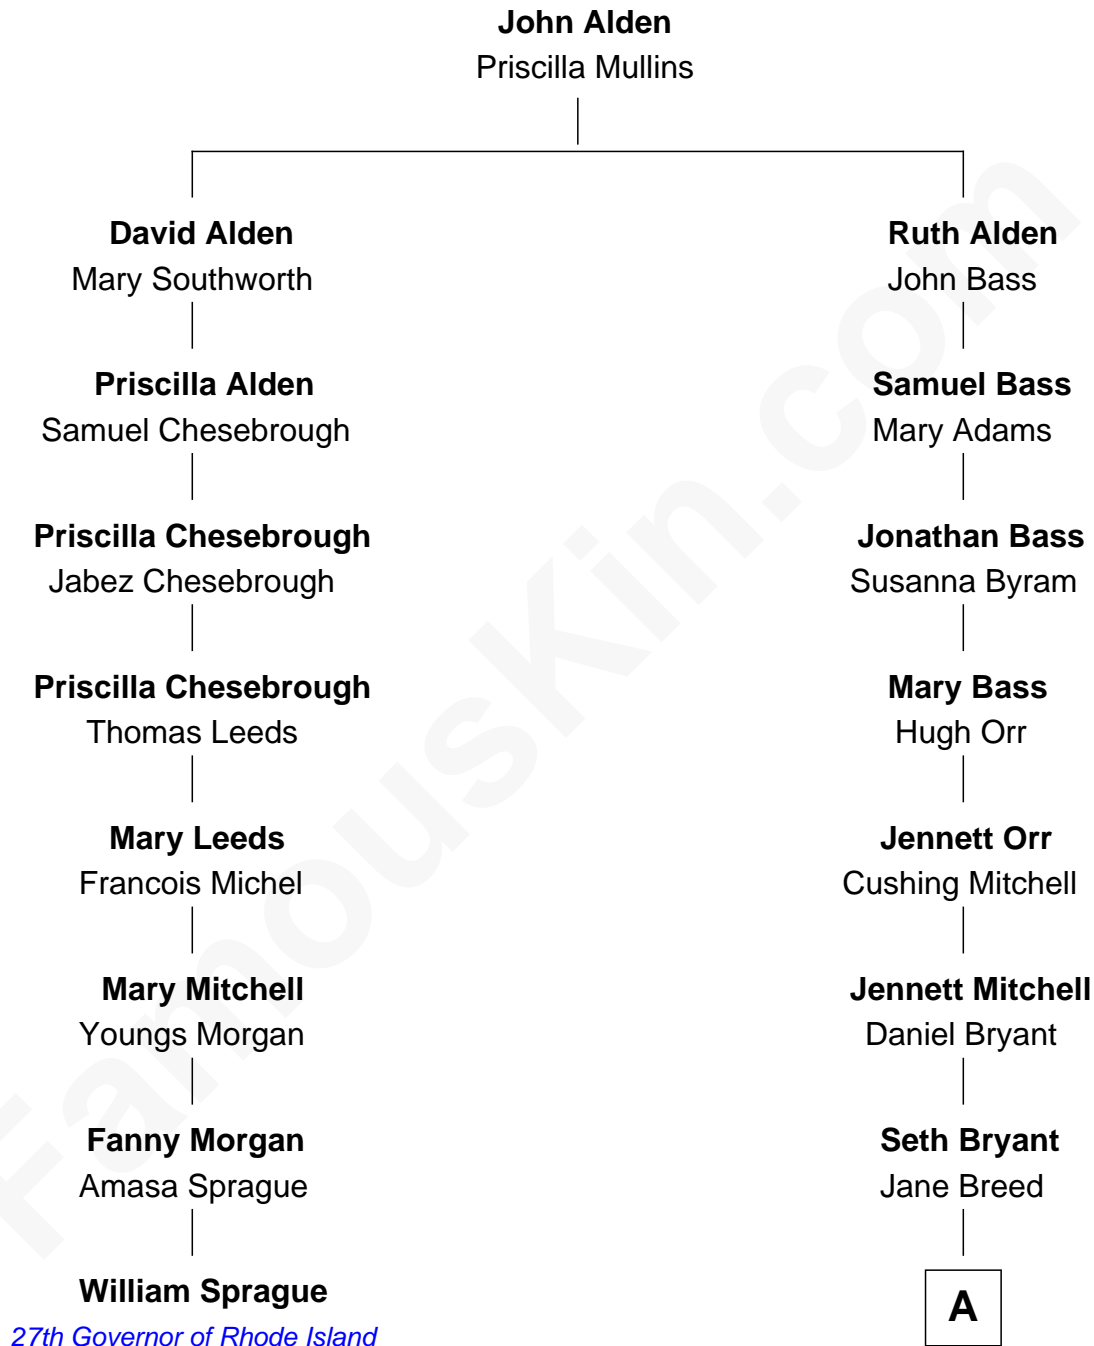 John Alden
Priscilla Mullins
David Alden
Mary Southworth
Ruth Alden
John Bass
Priscilla Alden
Samuel Chesebrough
Samuel Bass
Mary Adams
Priscilla Chesebrough
Jabez Chesebrough
Jonathan Bass
Susanna Byram
Priscilla Chesebrough
Thomas Leeds
Mary Bass
Hugh Orr
Mary Leeds
Francois Michel
Jennett Orr
Cushing Mitchell
Mary Mitchell
Youngs Morgan
Jennett Mitchell
Daniel Bryant
Fanny Morgan
Amasa Sprague
Seth Bryant
Jane Breed
William Sprague
27th Governor of Rhode Island
A
FamousKin.com